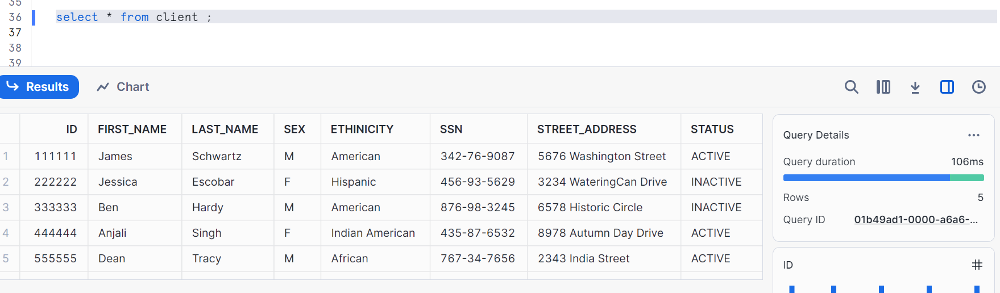 35
36 select * from client ;
37
38
39
Results Chart
ID FIRST_NAME LAST_NAME SEX ETHINICITY SSN STREET_ADDRESS STATUS
1 111111 James Schwartz M American 342-76-9087 5676 Washington Street ACTIVE
2 222222 Jessica Escobar F Hispanic 456-93-5629 3234 WateringCan Drive INACTIVE
3 333333 Ben Hardy M American 876-98-3245 6578 Historic Circle INACTIVE
4 444444 Anjali Singh F Indian American 435-87-6532 8978 Autumn Day Drive ACTIVE
5 555555 Dean Tracy M African 767-34-7656 2343 India Street ACTIVE
Query Details ...
Query duration 106ms
Rows 5
Query ID 01b49ad1-0000-a6a6-...
ID #